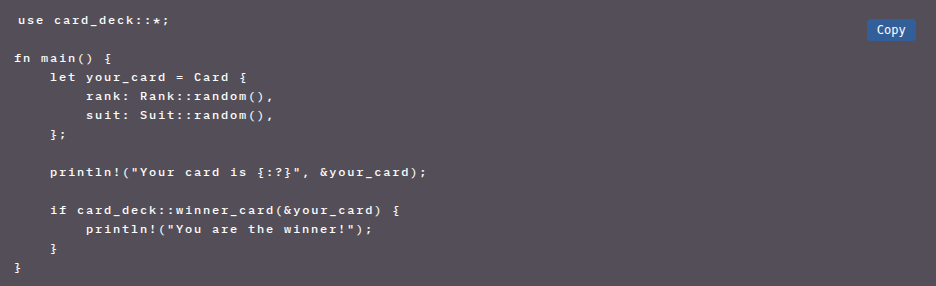 use card_deck::*;
Copy
fn main() {
    let your_card = Card {
        rank: Rank::random(),
        suit: Suit::random(),
    };
    println!("Your card is {:?}", &your_card);
    if card_deck::winner_card(&your_card) {
        println!("You are the winner!");
    }
}